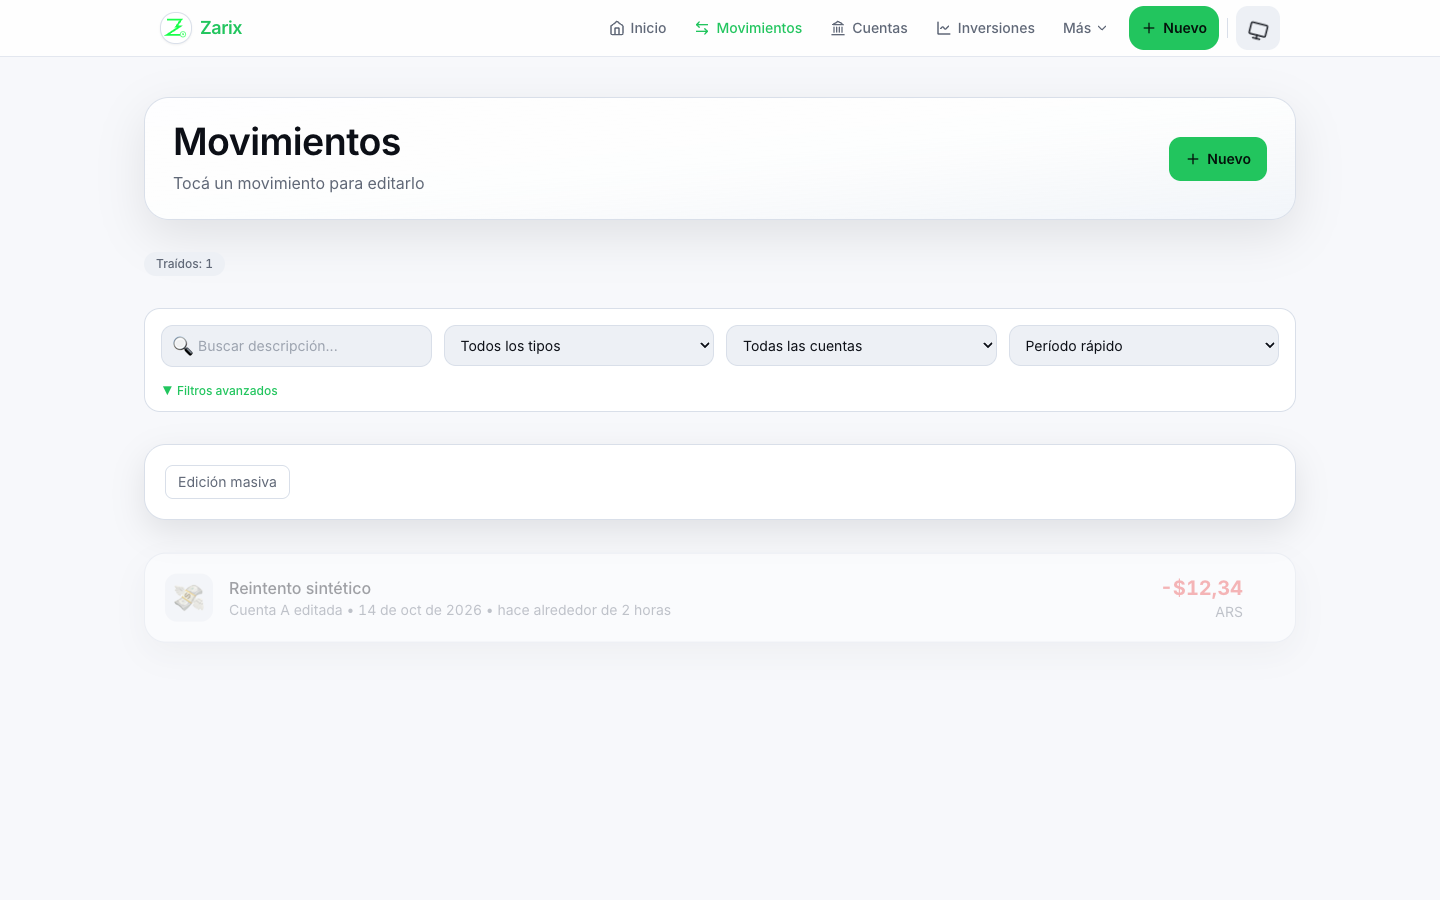 Zarix
Inicio
Movimientos
Cuentas
Inversiones
Más
+ Nuevo
Movimientos
Tocá un movimiento para editarlo
+ Nuevo
Traídos: 1
Buscar descripción...
Todos los tipos
Todas las cuentas
Período rápido
▼ Filtros avanzados
Edición masiva
Reintento sintético
-$12,34
Cuenta A editada • 14 de oct de 2026 • hace alrededor de 2 horas
ARS